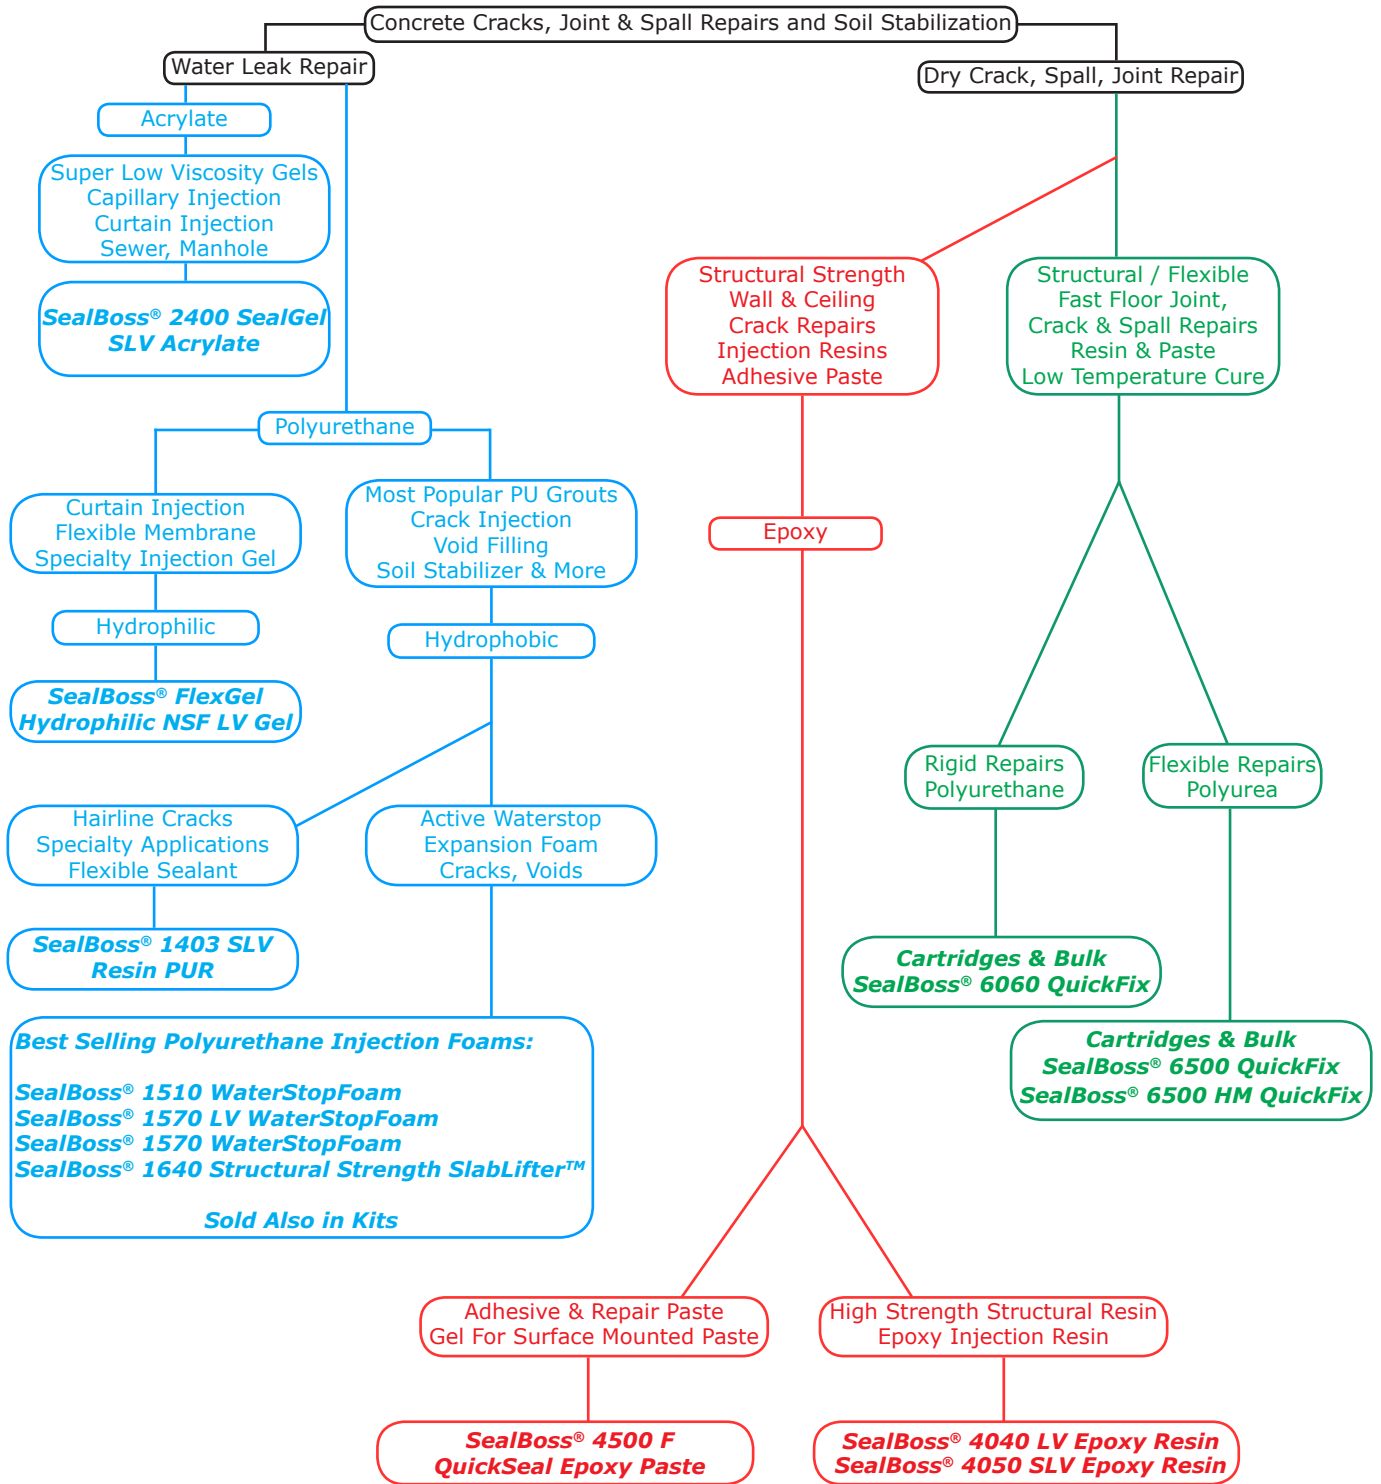 Concrete Cracks, Joint & Spall Repairs and Soil Stabilization
Water Leak Repair
Dry Crack, Spall, Joint Repair
Acrylate
Super Low Viscosity Gels
Capillary Injection
Curtain Injection
Sewer, Manhole
SealBoss® 2400 SealGel
SLV Acrylate
Structural Strength
Wall & Ceiling
Crack Repairs
Injection Resins
Adhesive Paste
Structural / Flexible
Fast Floor Joint,
Crack & Spall Repairs
Resin & Paste
Low Temperature Cure
Polyurethane
Curtain Injection
Flexible Membrane
Specialty Injection Gel
Most Popular PU Grouts
Crack Injection
Void Filling
Soil Stabilizer & More
Epoxy
Hydrophilic
Hydrophobic
SealBoss® FlexGel
Hydrophilic NSF LV Gel
Rigid Repairs
Polyurethane
Flexible Repairs
Polyurea
Hairline Cracks
Specialty Applications
Flexible Sealant
Active Waterstop
Expansion Foam
Cracks, Voids
SealBoss® 1403 SLV
Resin PUR
Cartridges & Bulk
SealBoss® 6060 QuickFix
Best Selling Polyurethane Injection Foams:
SealBoss® 1510 WaterStopFoam
SealBoss® 1570 LV WaterStopFoam
SealBoss® 1570 WaterStopFoam
SealBoss® 1640 Structural Strength SlabLifter™
Sold Also in Kits
Cartridges & Bulk
SealBoss® 6500 QuickFix
SealBoss® 6500 HM QuickFix
Adhesive & Repair Paste
Gel For Surface Mounted Paste
High Strength Structural Resin
Epoxy Injection Resin
SealBoss® 4500 F
QuickSeal Epoxy Paste
SealBoss® 4040 LV Epoxy Resin
SealBoss® 4050 SLV Epoxy Resin